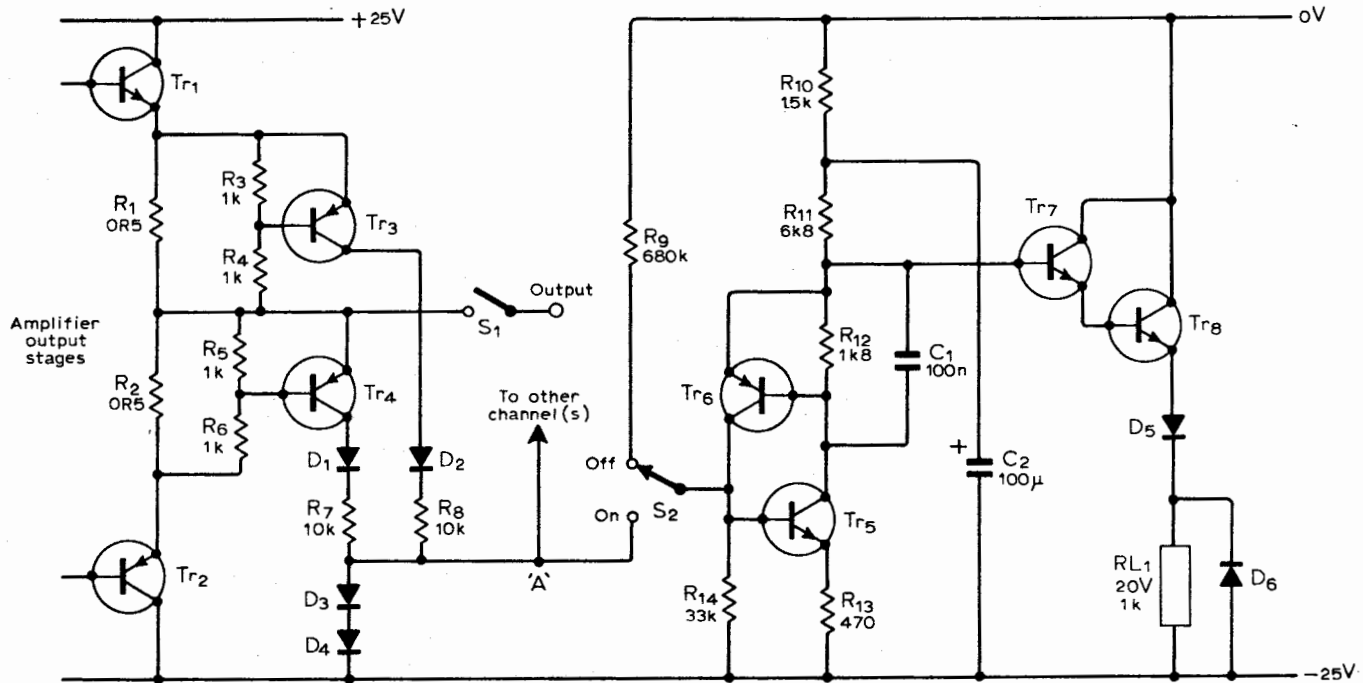 +25V
0V
Tr1
R10
1.5k
R3
1k
R1
0R5
Tr3
R11
6k8
Tr7
R4
1k
R9
680k
Output
S1
Tr8
Amplifier
output
stages
R5
1k
R12
1k8
C1
100n
R2
0R5
Tr4
Tr6
To other
channel(s)
R6
1k
D5
D1
D2
Off
+
C2
100μ
S2
R7
10k
R8
10k
On
Tr5
Tr2
'A'
D3
R14
33k
R13
470
RL1
20V
1k
D6
D4
-25V